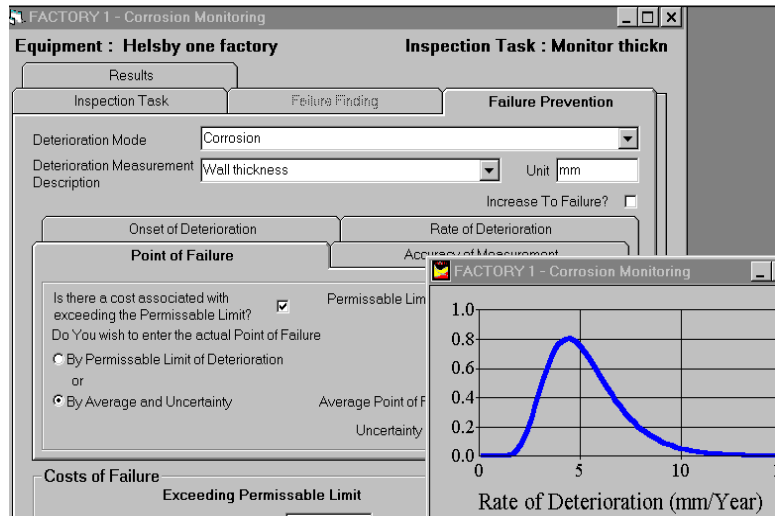 FACTORY 1 - Corrosion Monitoring
Equipment : Helsby one factory Inspection Task : Monitor thickn
Results
Inspection Task Failure Finding Failure Prevention
Deterioration Mode Corrosion
Deterioration Measurement Description Wall thickness Unit mm
Increase To Failure?
Onset of Deterioration Rate of Deterioration
Point of Failure Accuracy of Measurement
Is there a cost associated with
exceeding the Permissable Limit?
Permissable Lim
Do You wish to enter the actual Point of Failure
By Permissable Limit of Deterioration
or
By Average and Uncertainty Average Point of F
Uncertainty
Costs of Failure
Exceeding Permissable Limit
FACTORY 1 - Corrosion Monitoring
1.0
0.8
0.6
0.4
0.2
0.0
0 5 10
Rate of Deterioration (mm/Year)